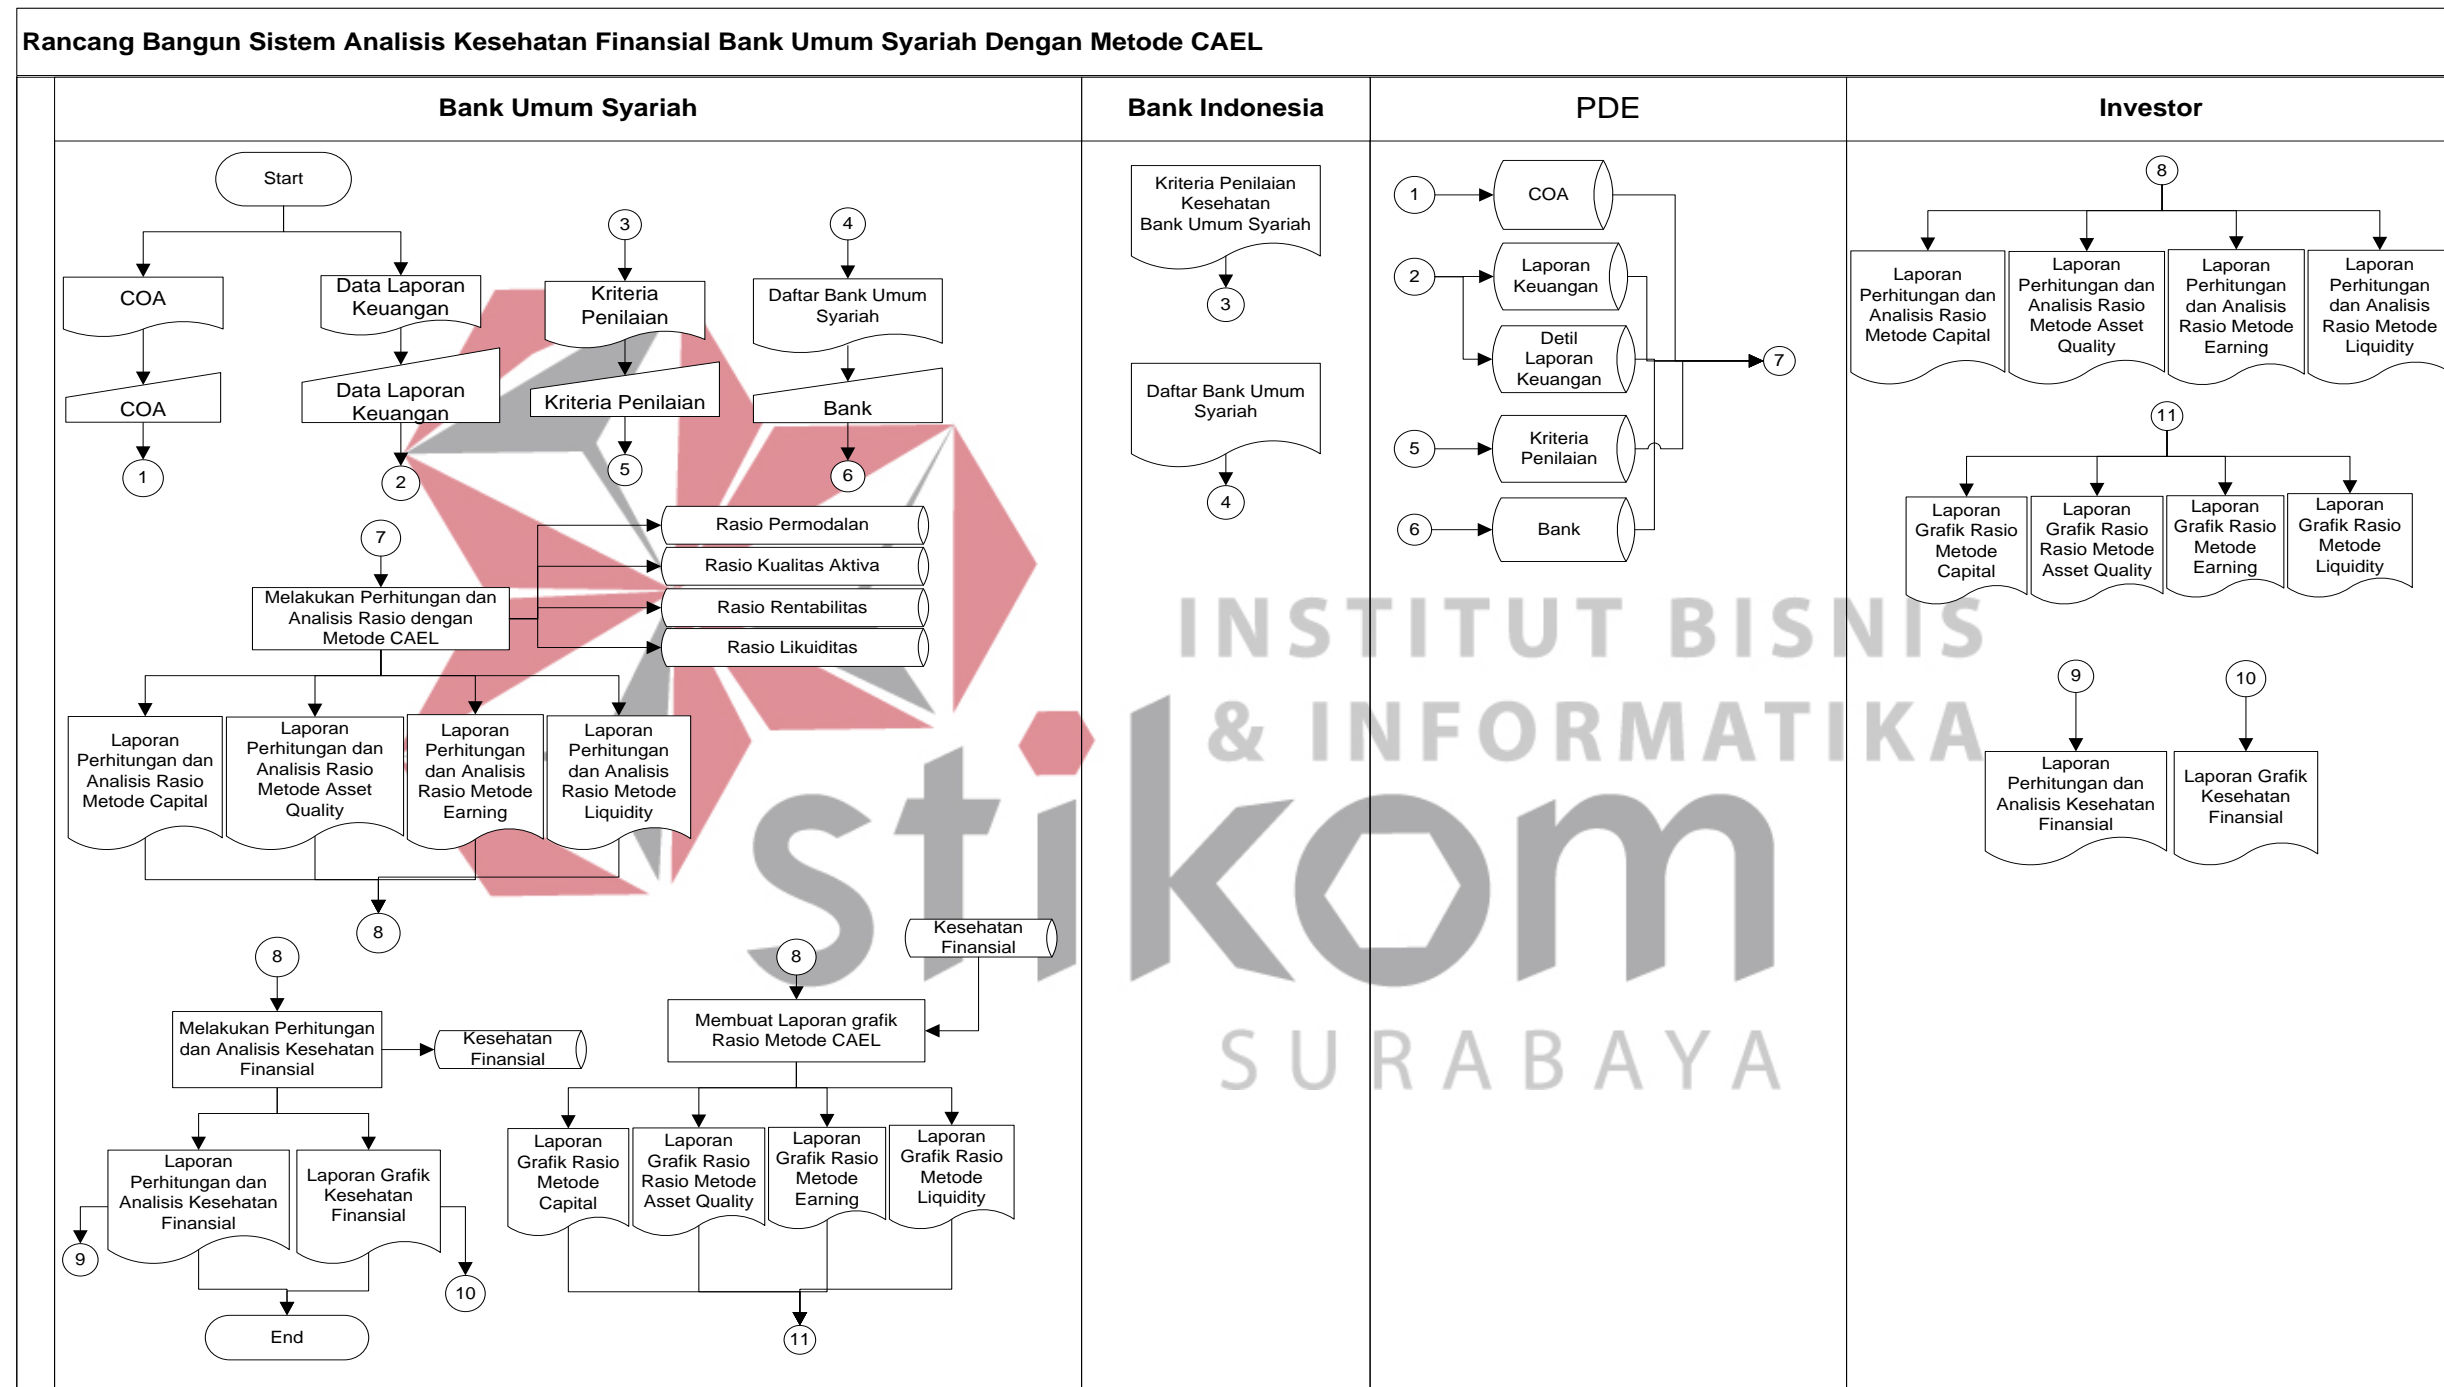 Rancang Bangun Sistem Analisis Kesehatan Finansial Bank Umum Syariah Dengan Metode CAEL
Bank Umum Syariah
Bank Indonesia
PDE
Investor
Start
COA
COA
1
Data Laporan
Keuangan
Data Laporan
Keuangan
2
3
Kriteria
Penilaian
Kriteria Penilaian
5
4
Daftar Bank Umum
Syariah
Bank
6
7
Melakukan Perhitungan dan
Analisis Rasio dengan
Metode CAEL
Rasio Permodalan
Rasio Kualitas Aktiva
Rasio Rentabilitas
Rasio Likuiditas
Laporan
Perhitungan dan
Analisis Rasio
Metode Capital
Laporan
Perhitungan dan
Analisis Rasio
Metode Asset
Quality
Laporan
Perhitungan
dan Analisis
Rasio Metode
Earning
Laporan
Perhitungan
dan Analisis
Rasio Metode
Liquidity
8
8
Melakukan Perhitungan
dan Analisis Kesehatan
Finansial
Kesehatan
Finansial
Laporan
Perhitungan dan
Analisis Kesehatan
Finansial
Laporan Grafik
Kesehatan
Finansial
9
10
End
8
Kesehatan
Finansial
Membuat Laporan grafik
Rasio Metode CAEL
Laporan
Grafik Rasio
Metode
Capital
Laporan
Grafik Rasio
Rasio Metode
Asset Quality
Laporan
Grafik Rasio
Metode
Earning
Laporan
Grafik Rasio
Metode
Liquidity
11
Kriteria Penilaian
Kesehatan
Bank Umum Syariah
3
Daftar Bank Umum
Syariah
4
1
COA
2
Laporan
Keuangan
Detil
Laporan
Keuangan
7
5
Kriteria
Penilaian
6
Bank
8
Laporan
Perhitungan dan
Analisis Rasio
Metode Capital
Laporan
Perhitungan dan
Analisis Rasio
Metode Asset
Quality
Laporan
Perhitungan
dan Analisis
Rasio Metode
Earning
Laporan
Perhitungan
dan Analisis
Rasio Metode
Liquidity
11
Laporan
Grafik Rasio
Metode
Capital
Laporan
Grafik Rasio
Rasio Metode
Asset Quality
Laporan
Grafik Rasio
Metode
Earning
Laporan
Grafik Rasio
Metode
Liquidity
9
Laporan
Perhitungan dan
Analisis Kesehatan
Finansial
10
Laporan Grafik
Kesehatan
Finansial
INSTITUT BISNIS
& INFORMATIKA
stikom
SURABAYA